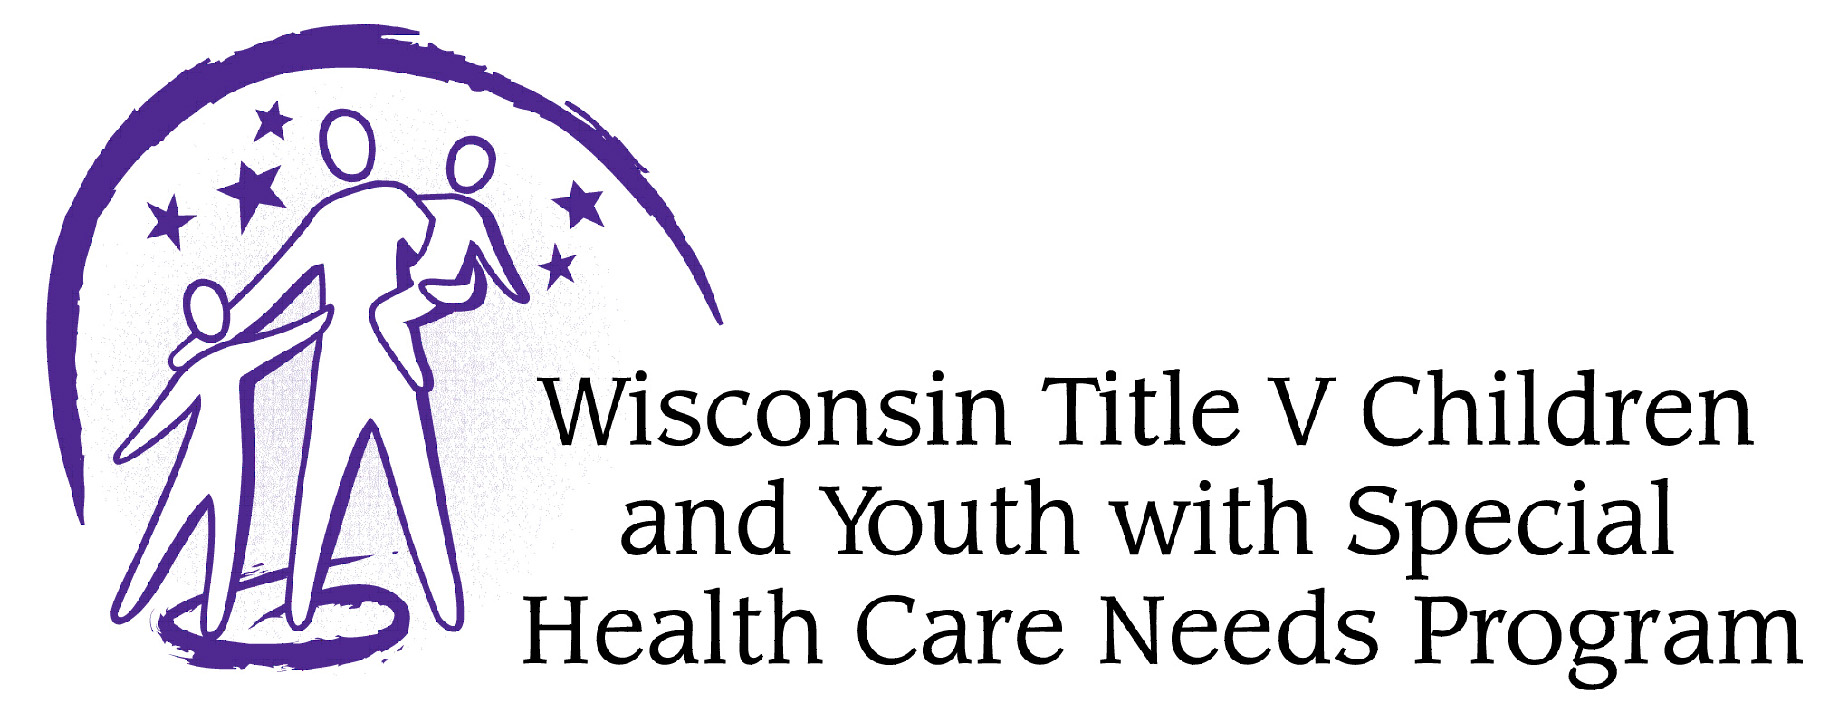 Wisconsin Title V Children
and Youth with Special
Health Care Needs Program